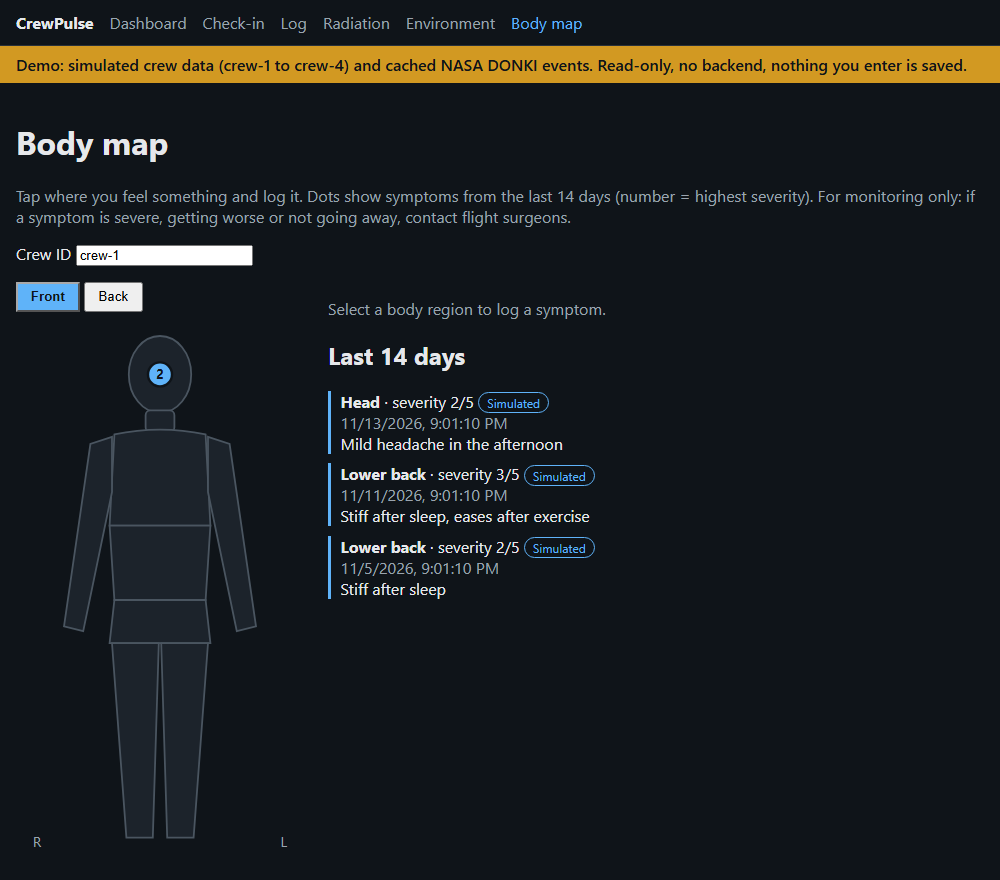 CrewPulse Dashboard Check-in Log Radiation Environment Body map
Demo: simulated crew data (crew-1 to crew-4) and cached NASA DONKI events. Read-only, no backend, nothing you enter is saved.
Body map
Tap where you feel something and log it. Dots show symptoms from the last 14 days (number = highest severity). For monitoring only: if
a symptom is severe, getting worse or not going away, contact flight surgeons.
Crew ID crew-1
Front Back
Select a body region to log a symptom.
Last 14 days
2
Head · severity 2/5 Simulated
11/13/2026, 9:01:10 PM
Mild headache in the afternoon
Lower back · severity 3/5 Simulated
11/11/2026, 9:01:10 PM
Stiff after sleep, eases after exercise
Lower back · severity 2/5 Simulated
11/5/2026, 9:01:10 PM
Stiff after sleep
R L